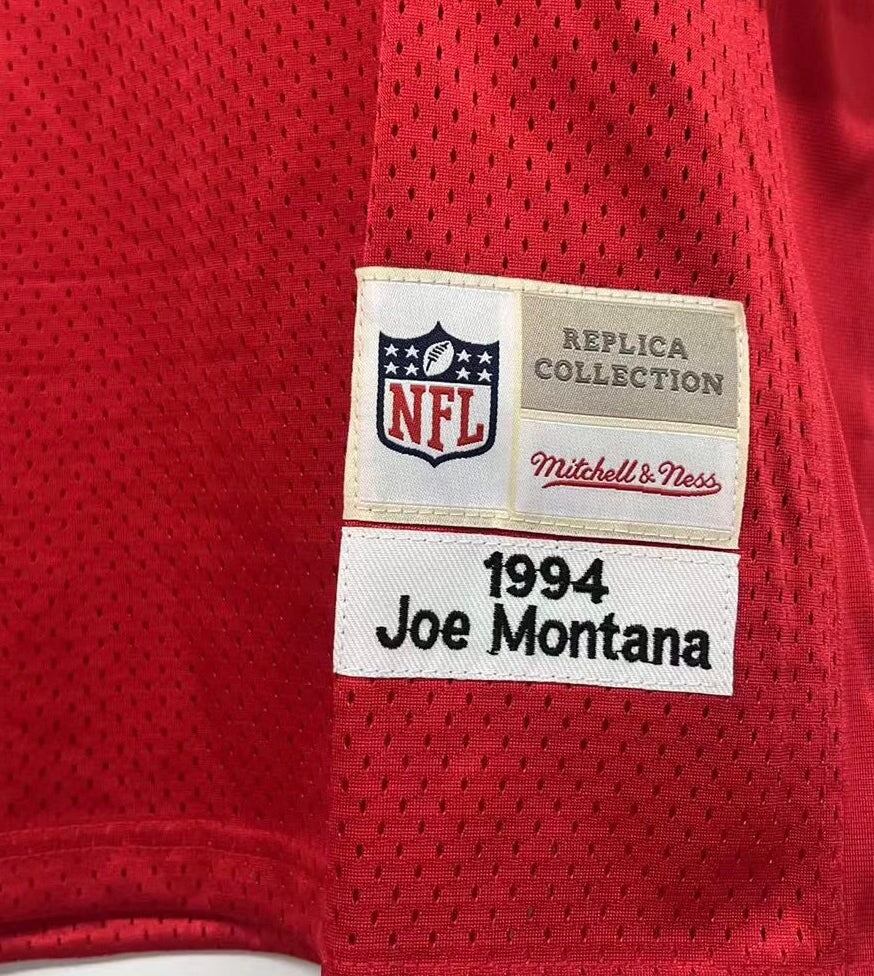 NFL
REPLICA
COLLECTION
Mitchell & Ness
1994
Joe Montana